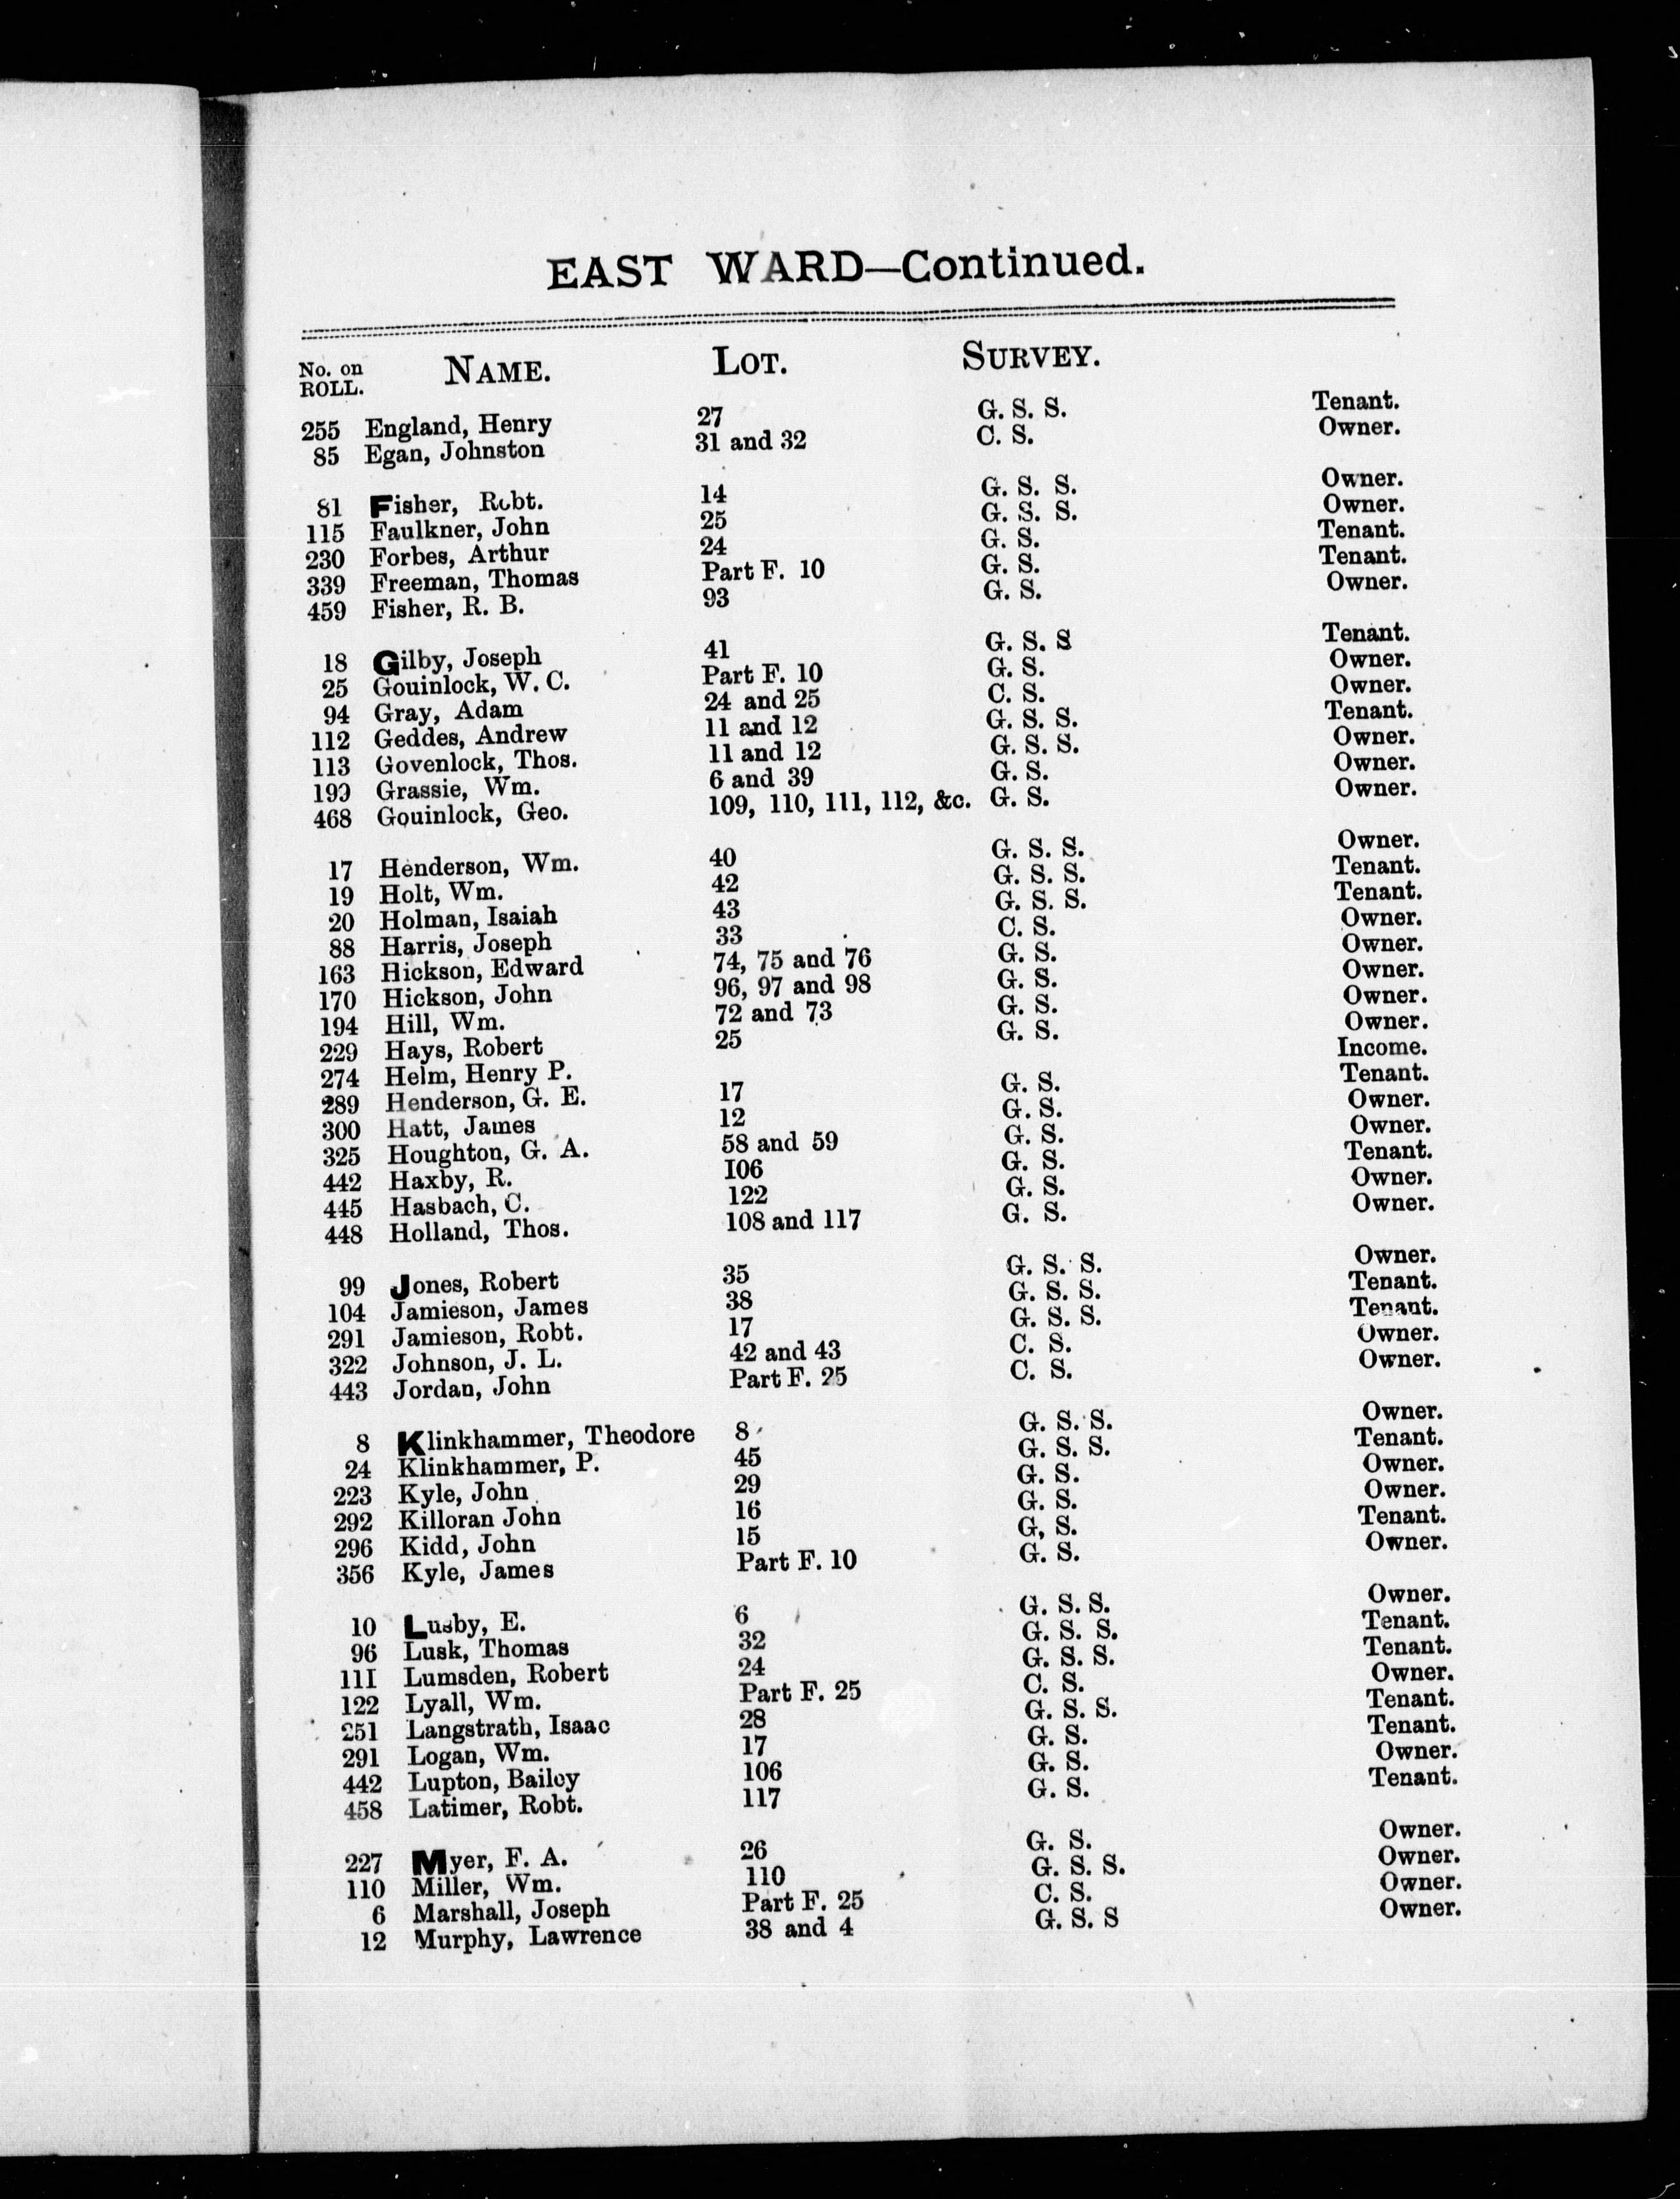 EAST WARD—Continued.
No. on ROLL. NAME. LOT. SURVEY.
255 England, Henry 27 G. S. S. Tenant.
85 Egan, Johnston 31 and 32 C. S. Owner.
81 Fisher, Robt. 14 G. S. S. Owner.
115 Faulkner, John 25 G. S. S. Owner.
230 Forbes, Arthur 24 G. S. Tenant.
339 Freeman, Thomas Part F. 10 G. S. Tenant.
459 Fisher, R. B. 93 G. S. Owner.
18 Gilby, Joseph 41 G. S. S Tenant.
25 Gouinlock, W. C. Part F. 10 G. S. Owner.
94 Gray, Adam 24 and 25 C. S. Owner.
112 Geddes, Andrew 11 and 12 G. S. S. Tenant.
113 Govenlock, Thos. 11 and 12 G. S. S. Owner.
199 Grassie, Wm. 6 and 39 G. S. Owner.
468 Gouinlock, Geo. 109, 110, 111, 112, &c. G. S. Owner.
17 Henderson, Wm. 40 G. S. S. Owner.
19 Holt, Wm. 42 G. S. S. Tenant.
20 Holman, Isaiah 43 G. S. S. Tenant.
88 Harris, Joseph 33 C. S. Owner.
163 Hickson, Edward 74, 75 and 76 G. S. Owner.
170 Hickson, John 96, 97 and 98 G. S. Owner.
194 Hill, Wm. 72 and 73 G. S. Owner.
229 Hays, Robert 25 G. S. Owner.
274 Helm, Henry P. Income.
289 Henderson, G. E. 17 G. S. Tenant.
300 Hatt, James 12 G. S. Owner.
325 Houghton, G. A. 58 and 59 G. S. Owner.
442 Haxby, R. 106 G. S. Tenant.
445 Hasbach, C. 122 G. S. Owner.
448 Holland, Thos. 108 and 117 G. S. Owner.
99 Jones, Robert 35 G. S. S. Owner.
104 Jamieson, James 38 G. S. S. Tenant.
291 Jamieson, Robt. 17 G. S. S. Tenant.
322 Johnson, J. L. 42 and 43 C. S. Owner.
443 Jordan, John Part F. 25 C. S. Owner.
8 Klinkhammer, Theodore 8 G. S. S. Owner.
24 Klinkhammer, P. 45 G. S. S. Tenant.
223 Kyle, John 29 G. S. Owner.
292 Killoran John 16 G. S. Owner.
296 Kidd, John 15 G, S. Tenant.
356 Kyle, James Part F. 10 G. S. Owner.
10 Lusby, E. 6 G. S. S. Owner.
96 Lusk, Thomas 32 G. S. S. Tenant.
111 Lumsden, Robert 24 G. S. S. Tenant.
122 Lyall, Wm. Part F. 25 C. S. Owner.
251 Langstrath, Isaac 28 G. S. S. Tenant.
291 Logan, Wm. 17 G. S. Tenant.
442 Lupton, Bailey 106 G. S. Owner.
458 Latimer, Robt. 117 G. S. Tenant.
227 Myer, F. A. 26 G. S. Owner.
110 Miller, Wm. 110 G. S. S. Owner.
6 Marshall, Joseph Part F. 25 C. S. Owner.
12 Murphy, Lawrence 38 and 4 G. S. S Owner.